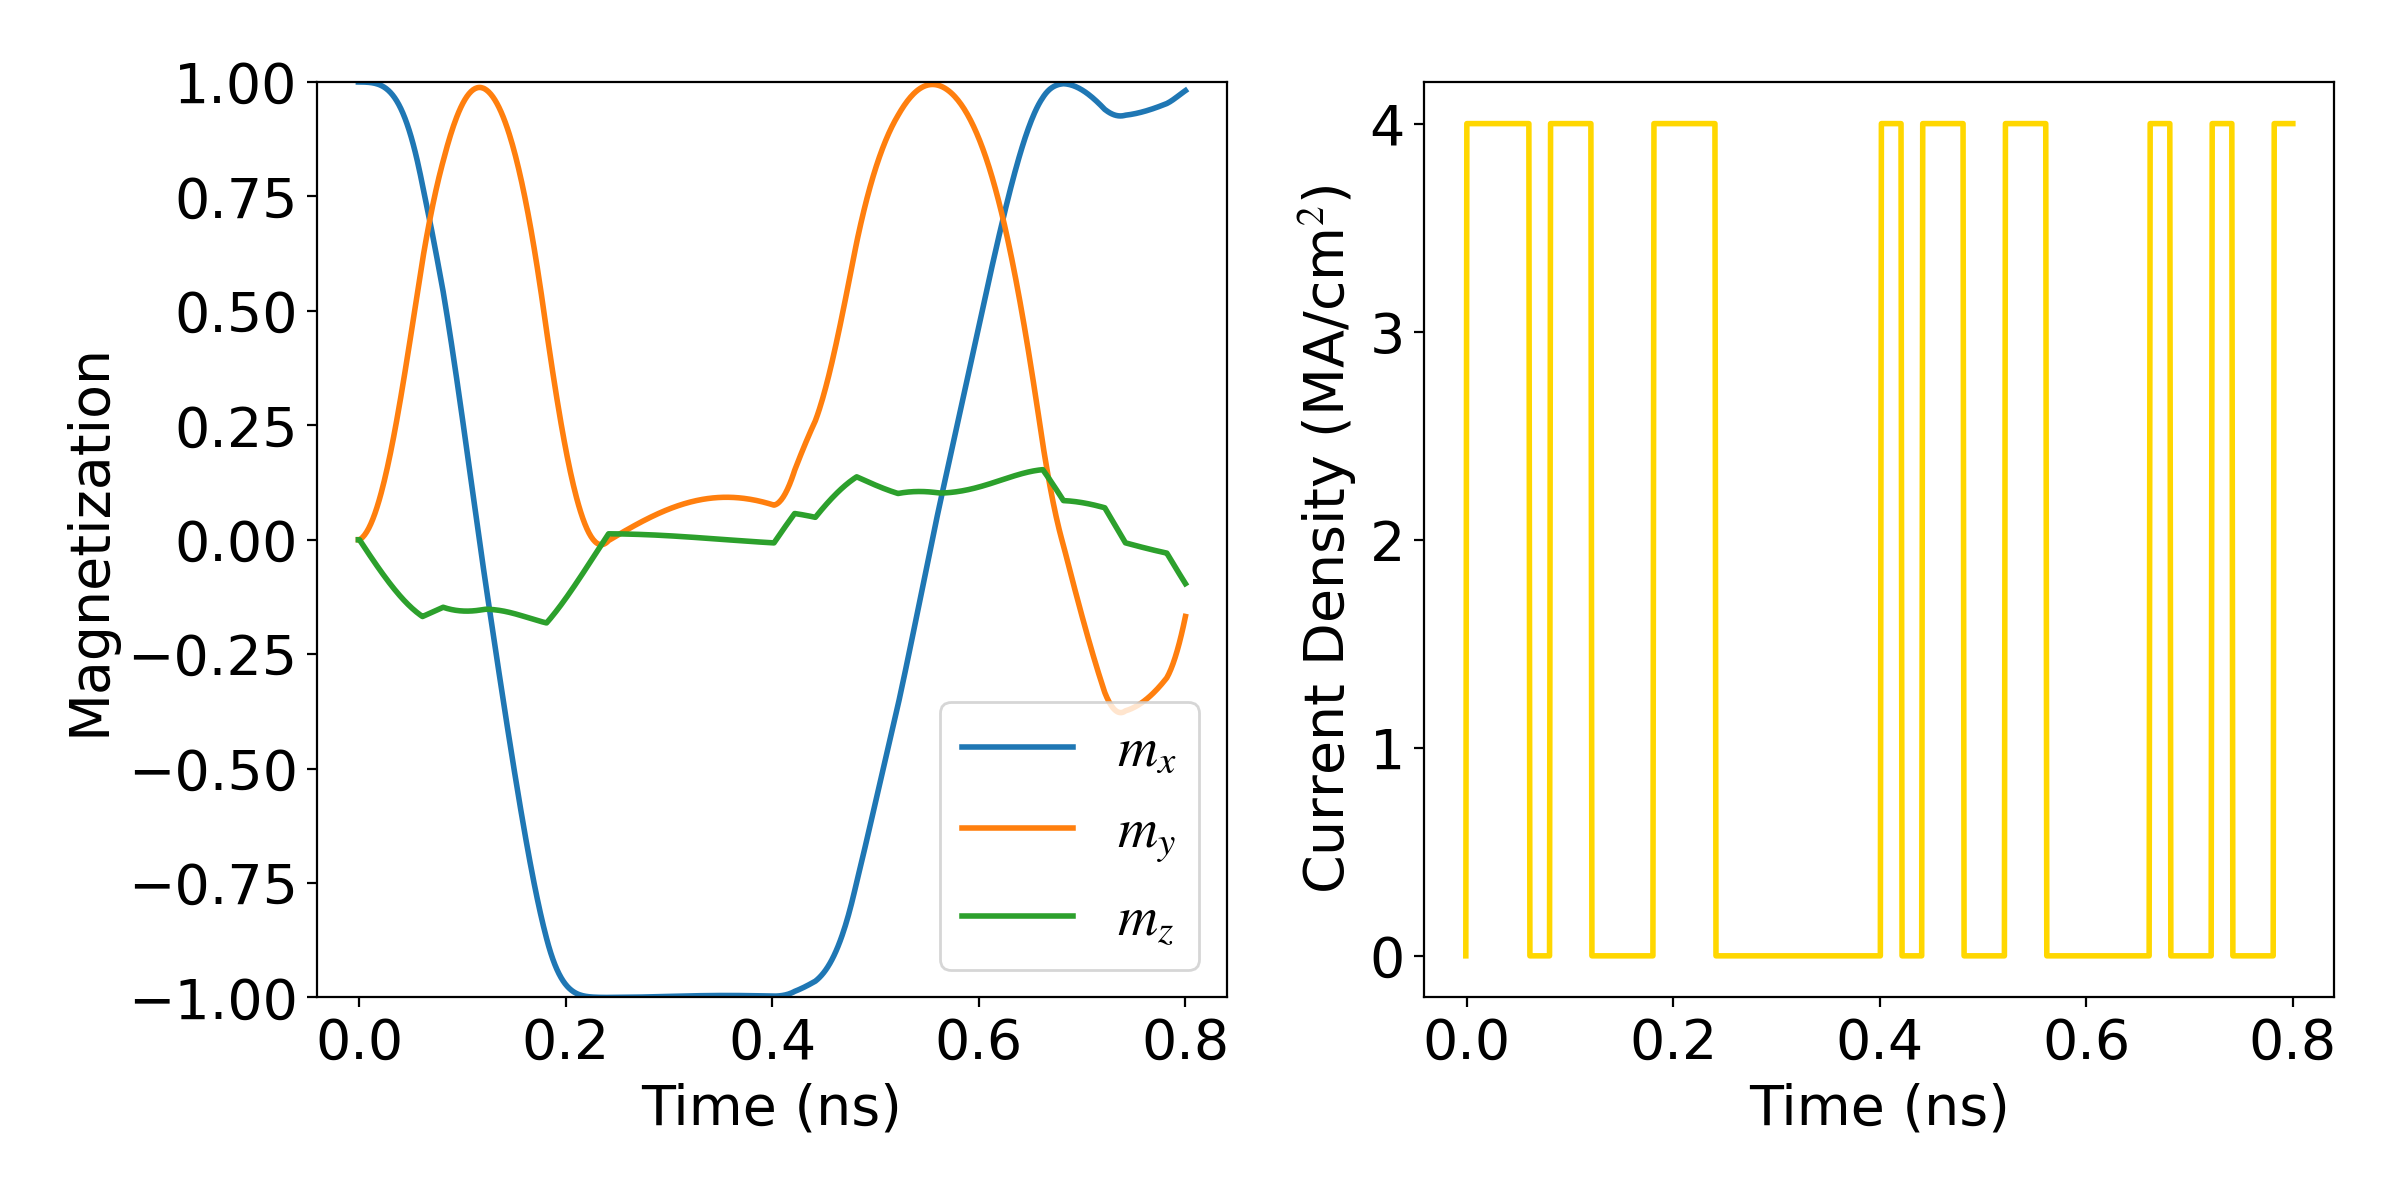 Magnetization
1.00
0.75
0.50
0.25
0.00
−0.25
−0.50
−0.75
−1.00
0.0 0.2 0.4 0.6 0.8
Time (ns)
m_x
m_y
m_z
Current Density (MA/cm²)
4
3
2
1
0
0.0 0.2 0.4 0.6 0.8
Time (ns)